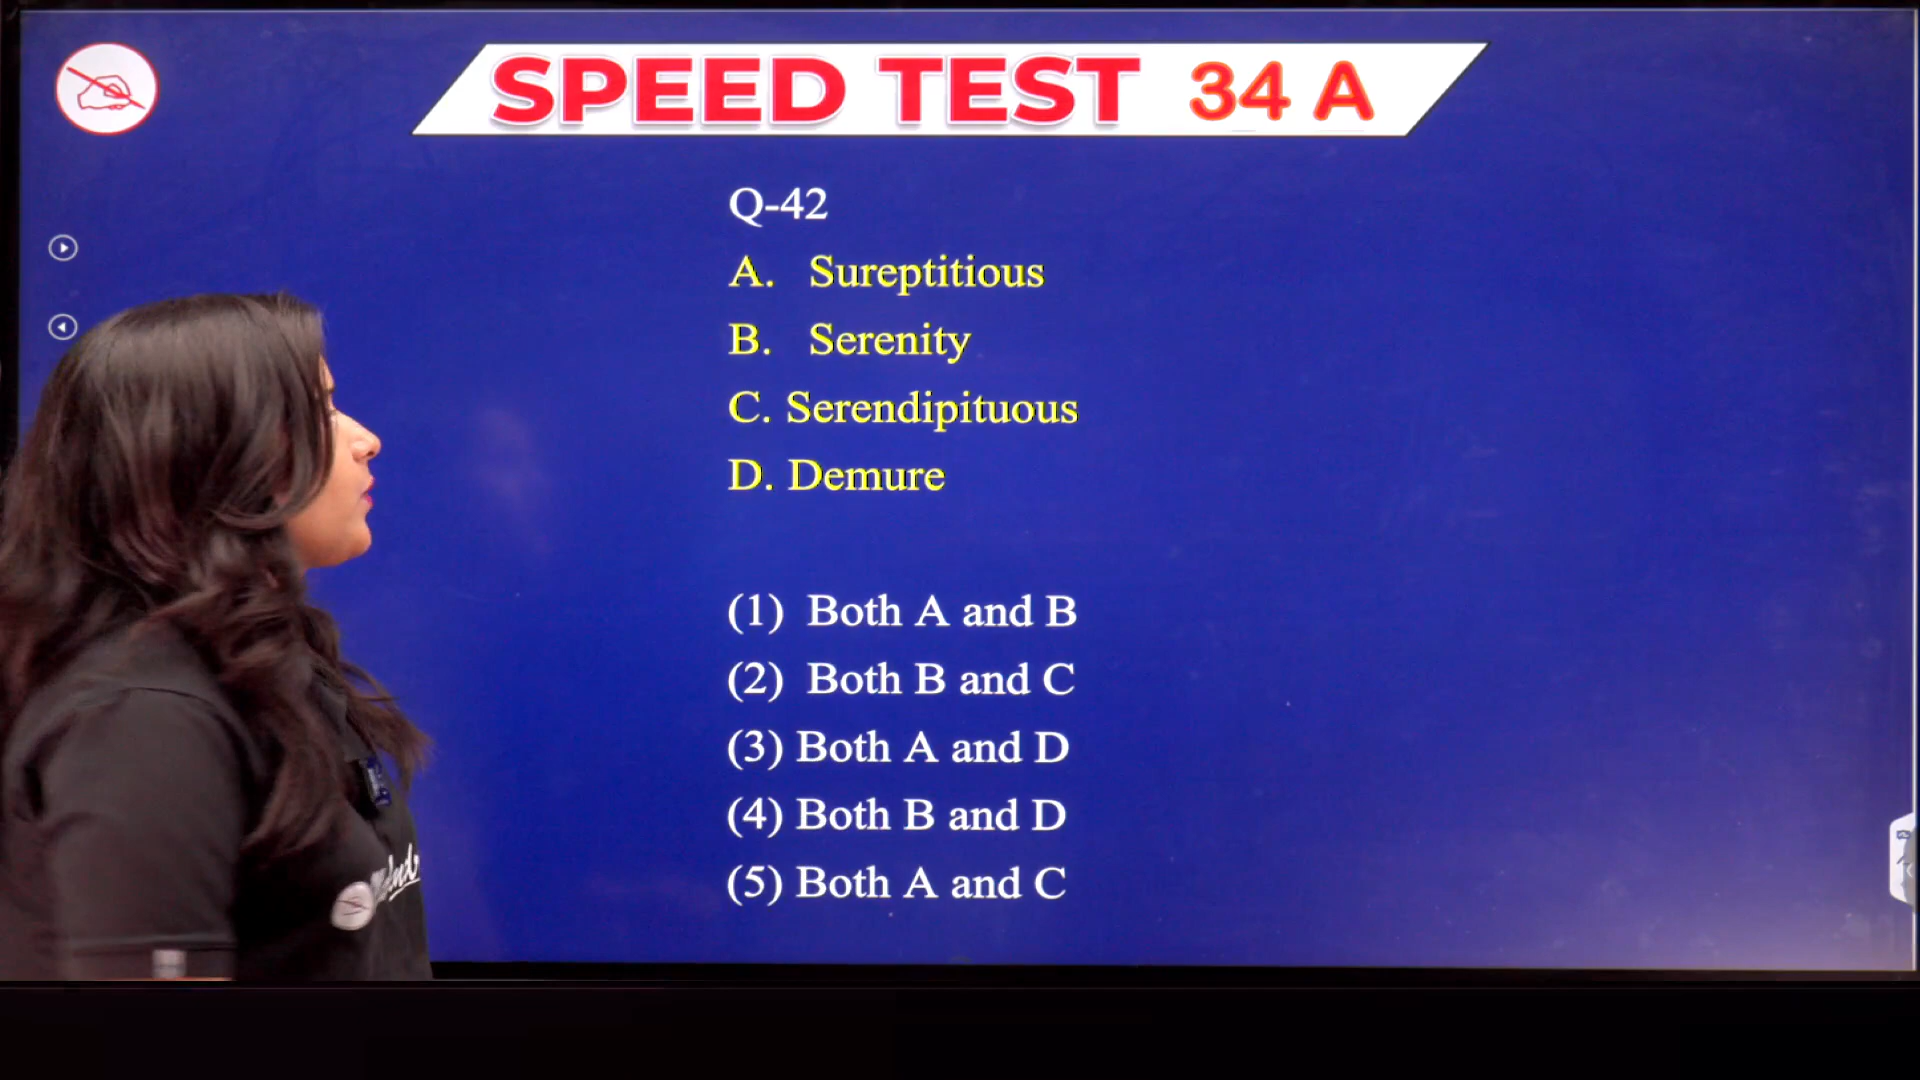 SPEED TEST 34 A
Q-42
A. Sureptitious
B. Serenity
C. Serendipituous
D. Demure
(1) Both A and B
(2) Both B and C
(3) Both A and D
(4) Both B and D
(5) Both A and C